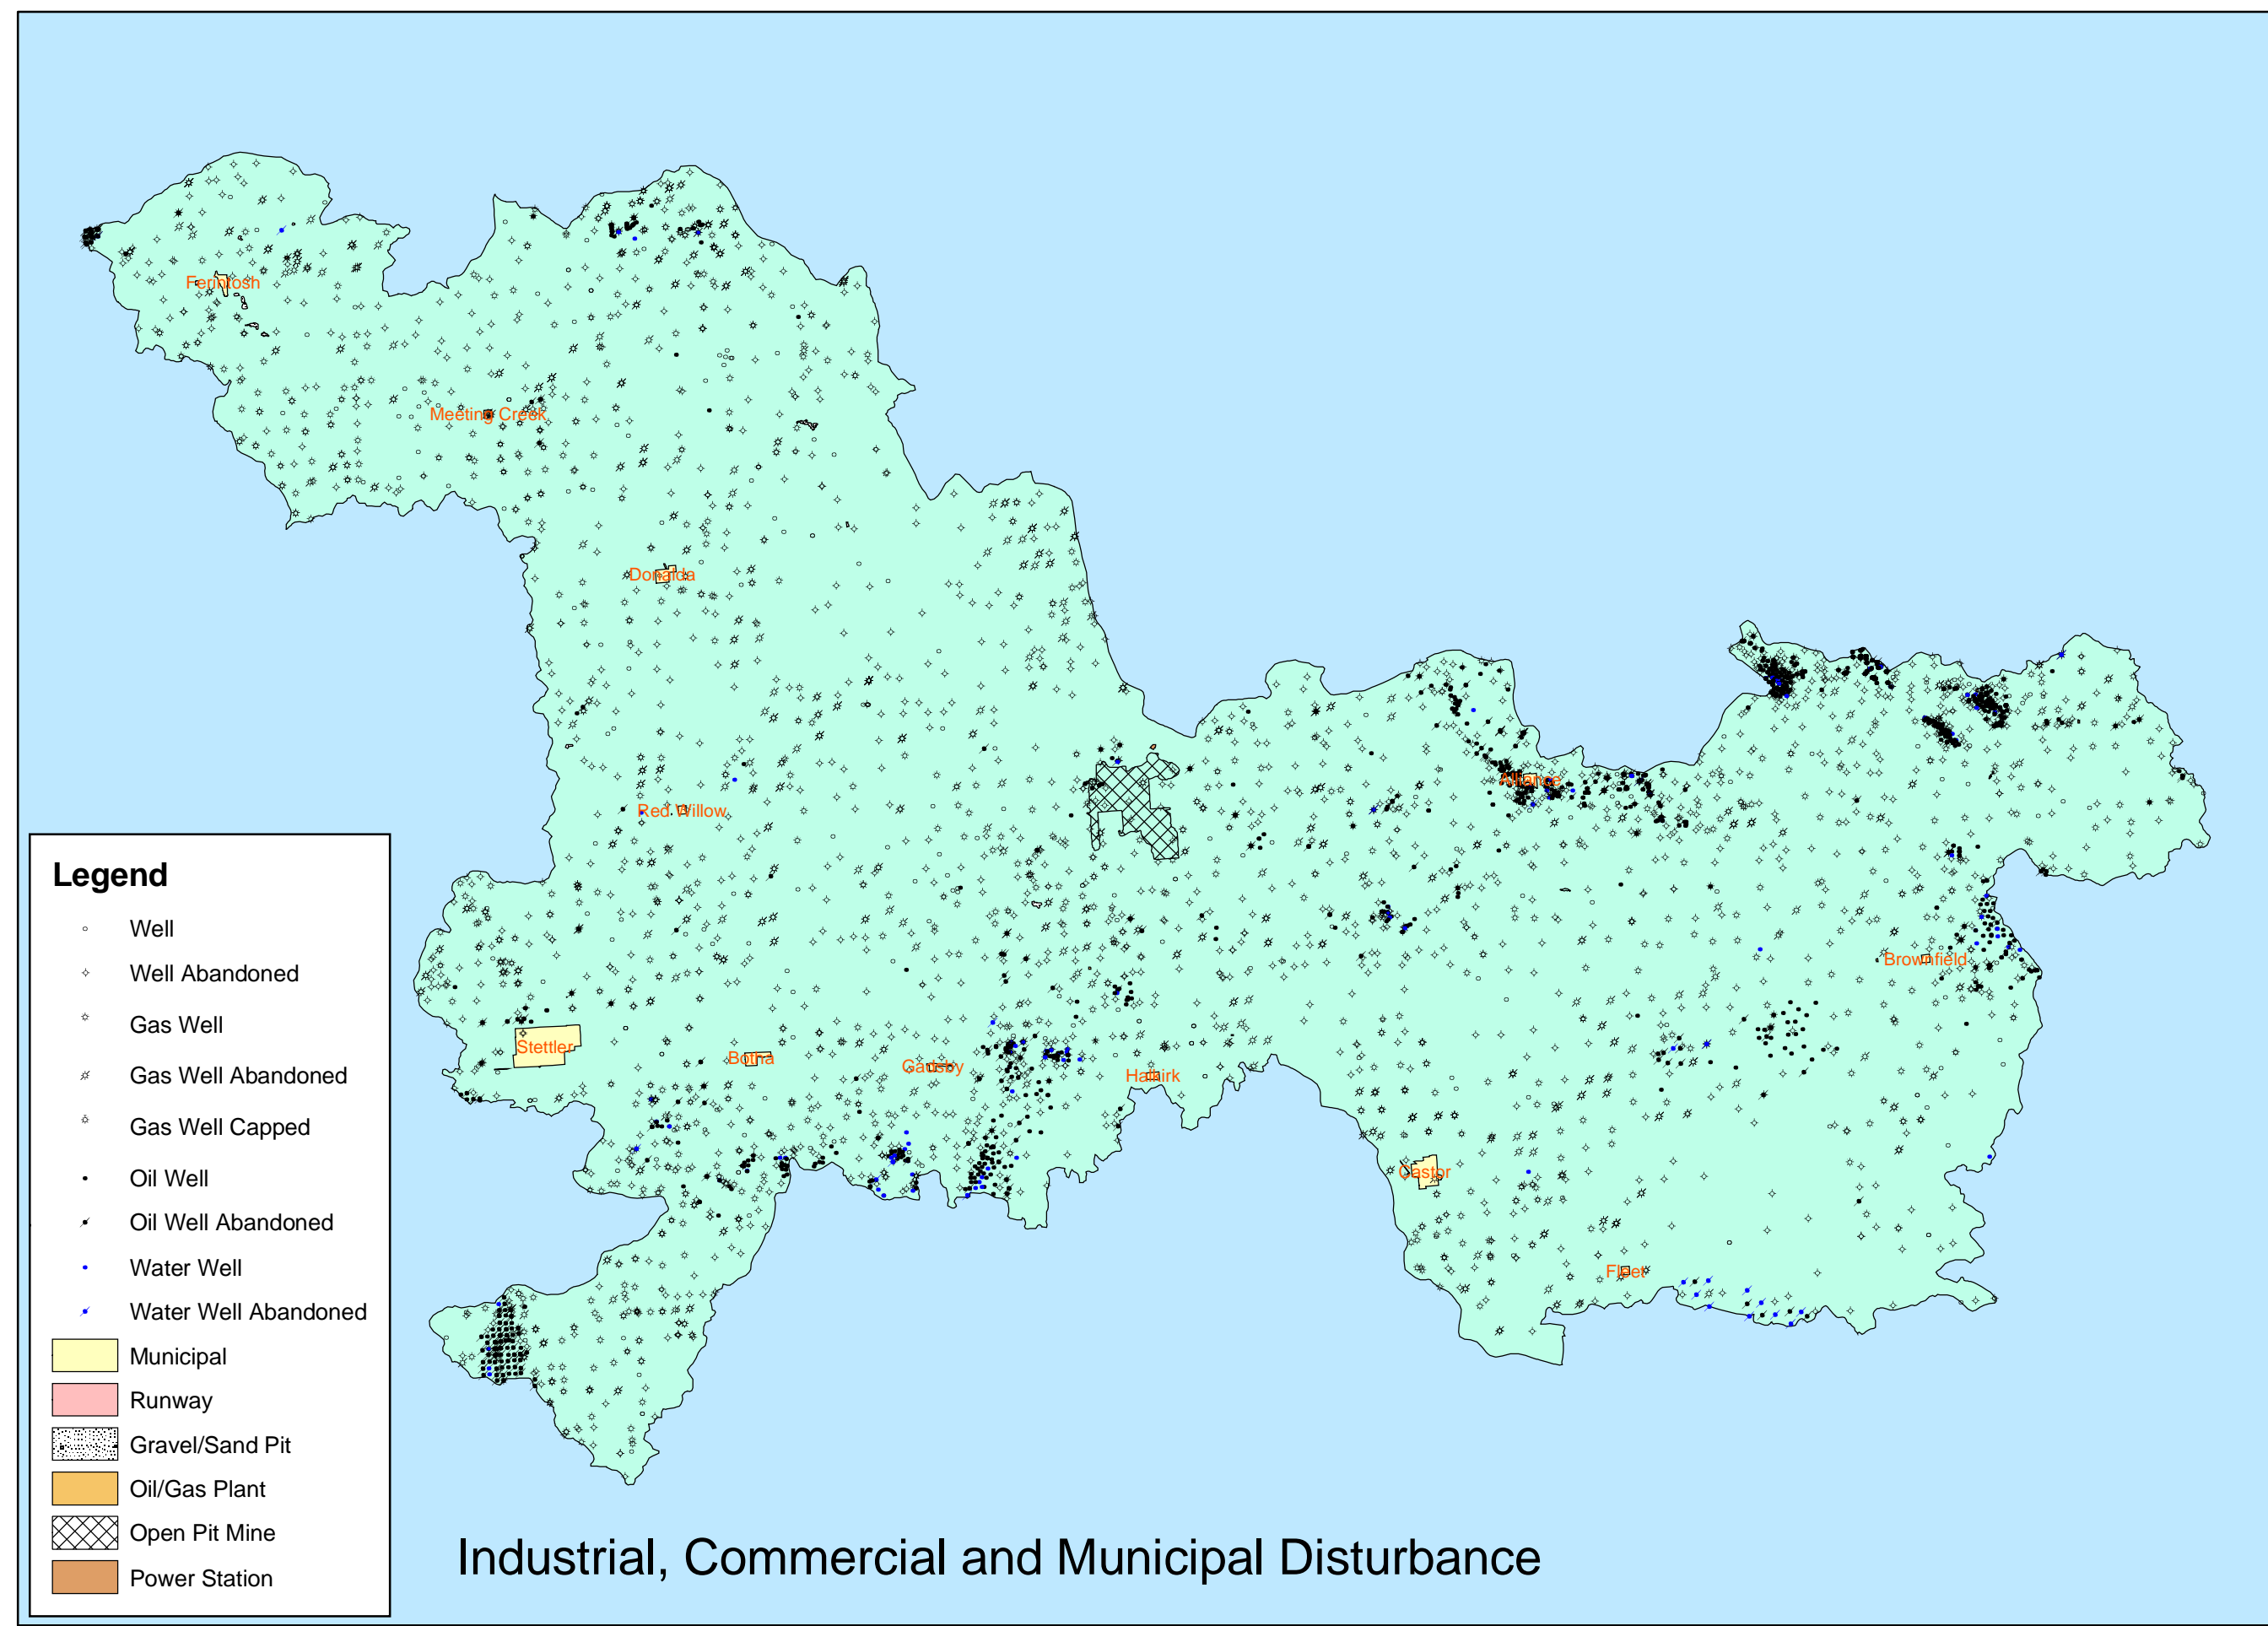 Ferintosh
Meeting Creek
Donalda
Alliance
Red Willow
Brownfield
Stettler
Botha
Gadsby
Halkirk
Castor
Fleet
Legend
Well
Well Abandoned
Gas Well
Gas Well Abandoned
Gas Well Capped
Oil Well
Oil Well Abandoned
Water Well
Water Well Abandoned
Municipal
Runway
Gravel/Sand Pit
Oil/Gas Plant
Open Pit Mine
Power Station
Industrial, Commercial and Municipal Disturbance